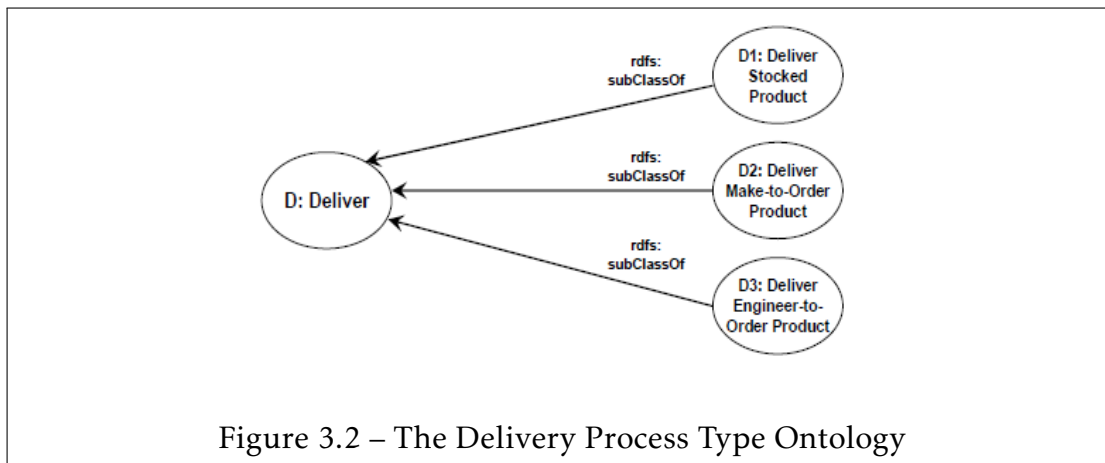 rdfs:
subClassOf
D1: Deliver
Stocked
Product
D: Deliver
rdfs:
subClassOf
D2: Deliver
Make-to-Order
Product
rdfs:
subClassOf
D3: Deliver
Engineer-to-
Order Product
Figure 3.2 – The Delivery Process Type Ontology